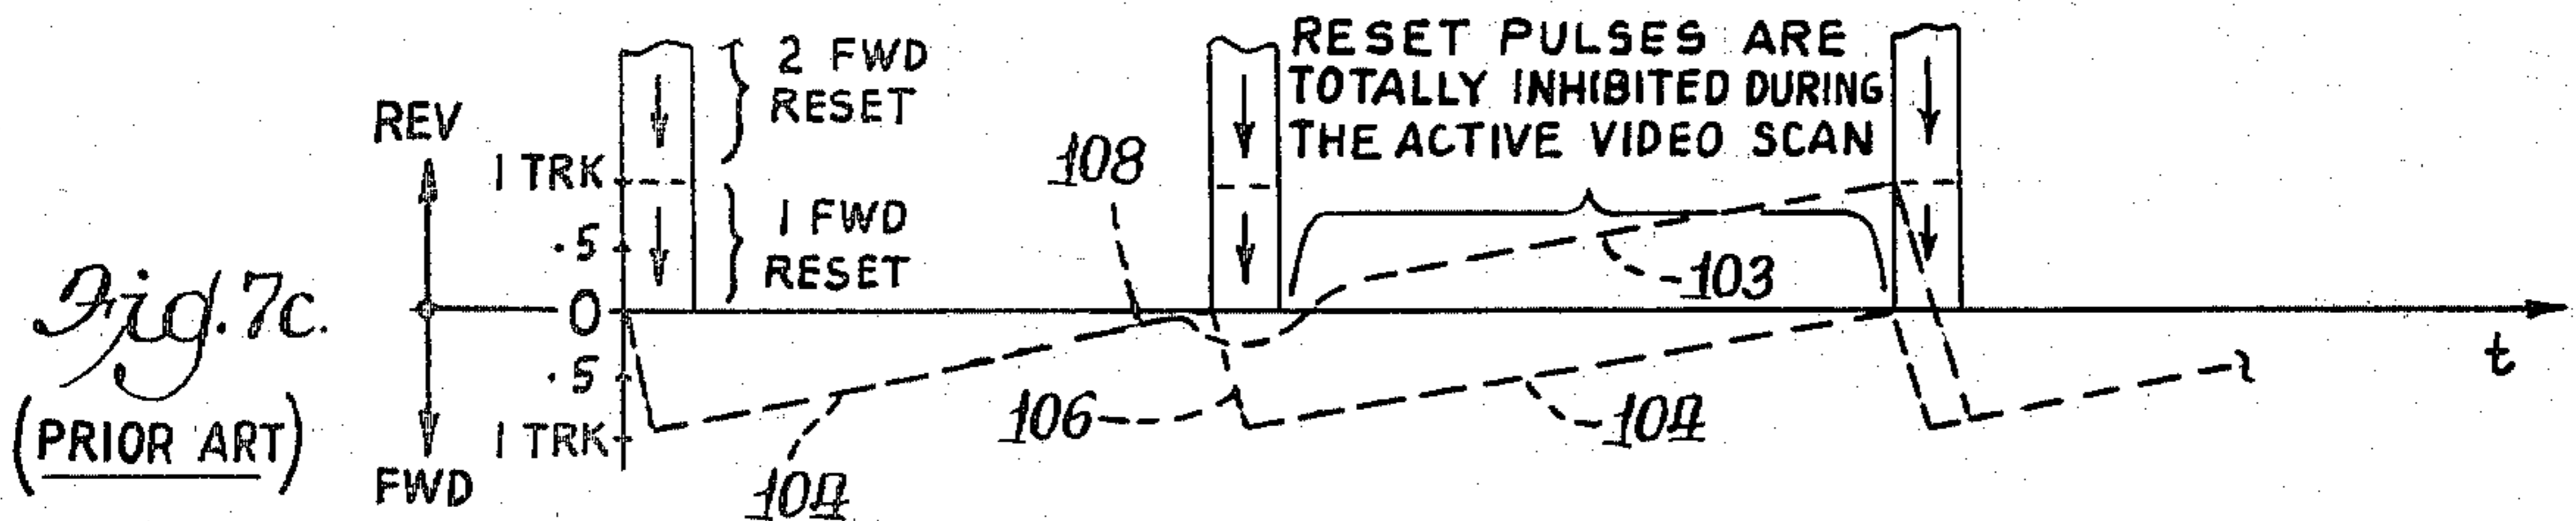 Fig. 7c.
(PRIOR ART)
REV
FWD
1 TRK
.5
0
.5
1 TRK
2 FWD
RESET
1 FWD
RESET
RESET PULSES ARE
TOTALLY INHIBITED DURING
THE ACTIVE VIDEO SCAN
108
103
106
104
104
t